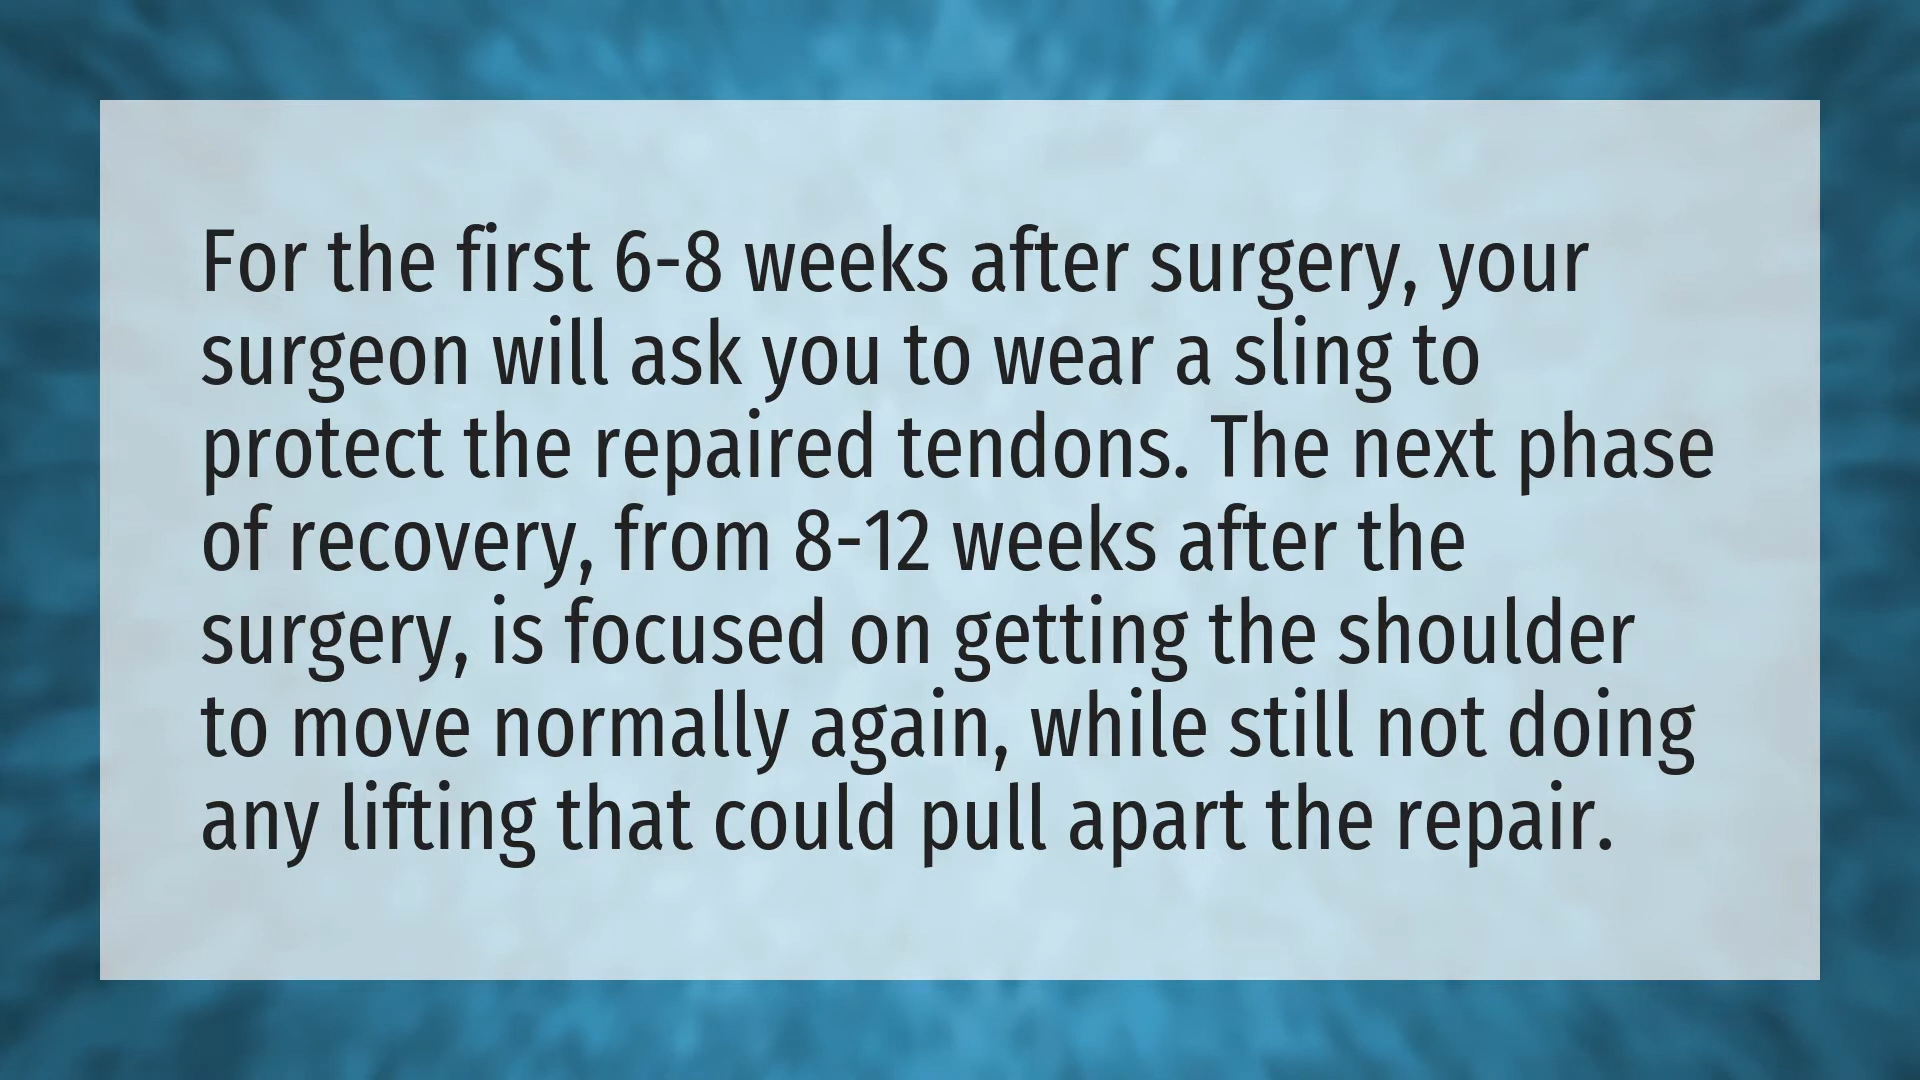 For the first 6-8 weeks after surgery, your
surgeon will ask you to wear a sling to
protect the repaired tendons. The next phase
of recovery, from 8-12 weeks after the
surgery, is focused on getting the shoulder
to move normally again, while still not doing
any lifting that could pull apart the repair.